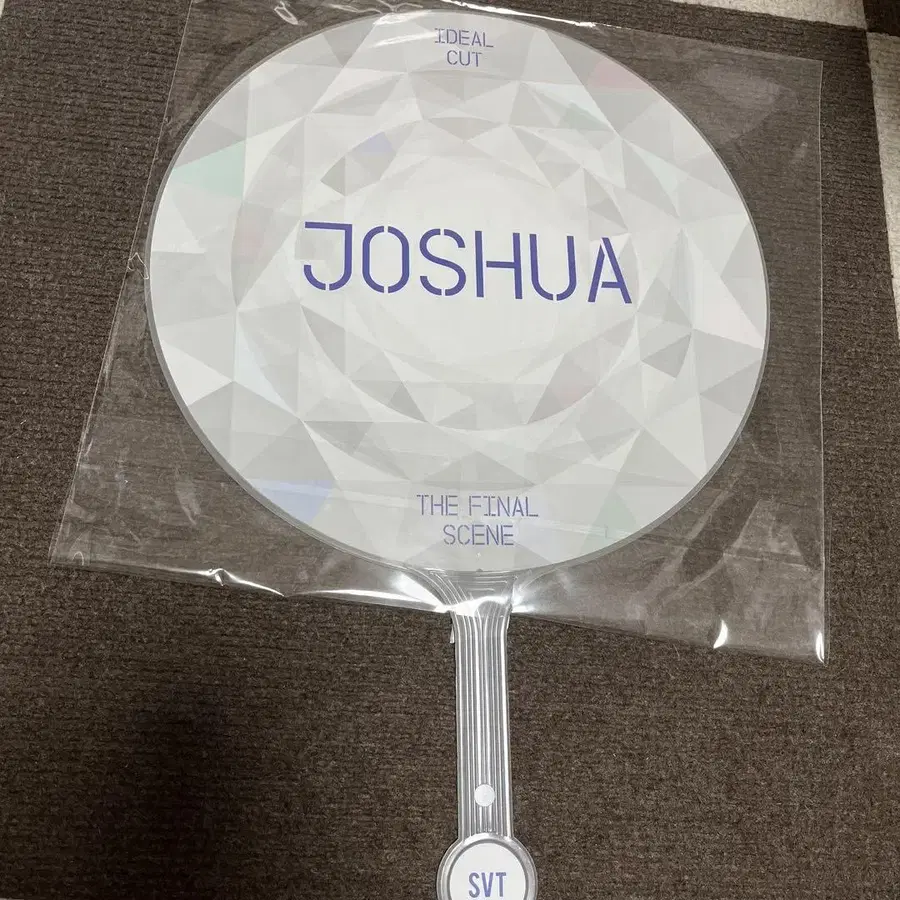 IDEAL
CUT
JOSHUA
THE FINAL
SCENE
SVT